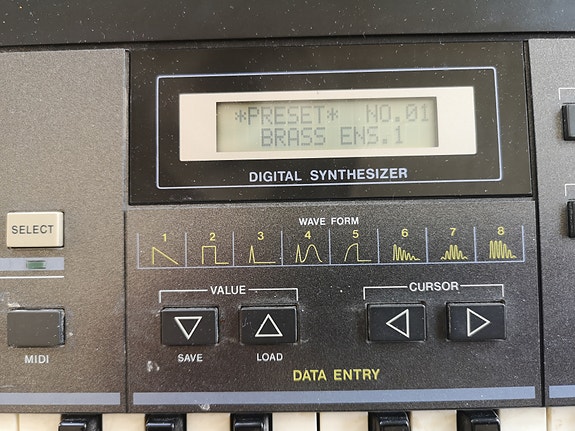 *PRESET* NO.01
BRASS ENS.1
DIGITAL SYNTHESIZER
WAVE FORM
1 2 3 4 5 6 7 8
SELECT
VALUE
CURSOR
MIDI
SAVE
LOAD
DATA ENTRY